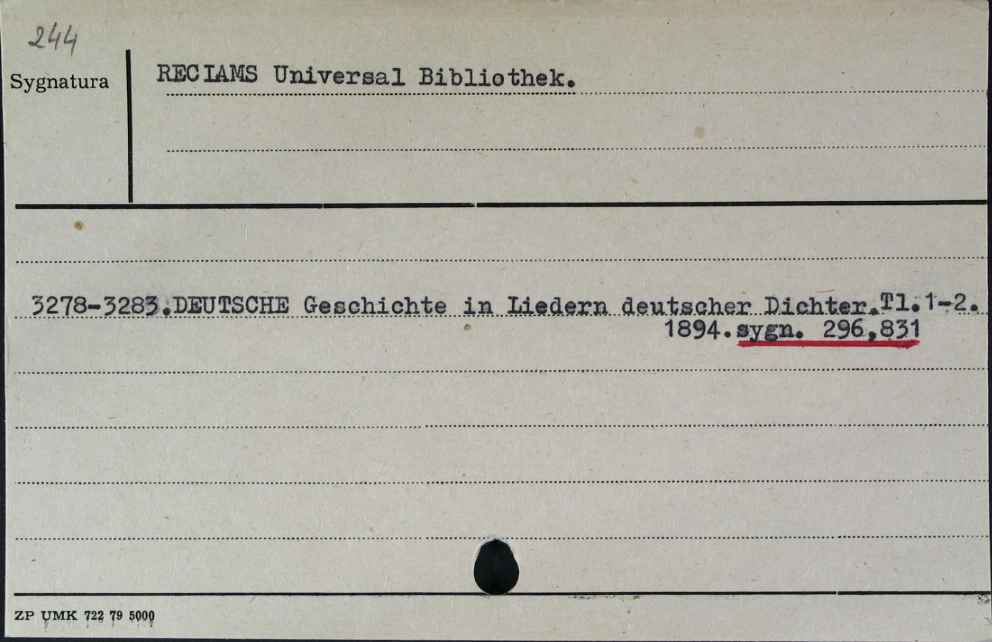 244
Sygnatura
RECIAMS Universal Bibliothek.
3278-3283.DEUTSCHE Geschichte in Liedern deutscher Dichter.Tl.1-2.
1894.sygn. 296,831
ZP UMK 722 79 5000